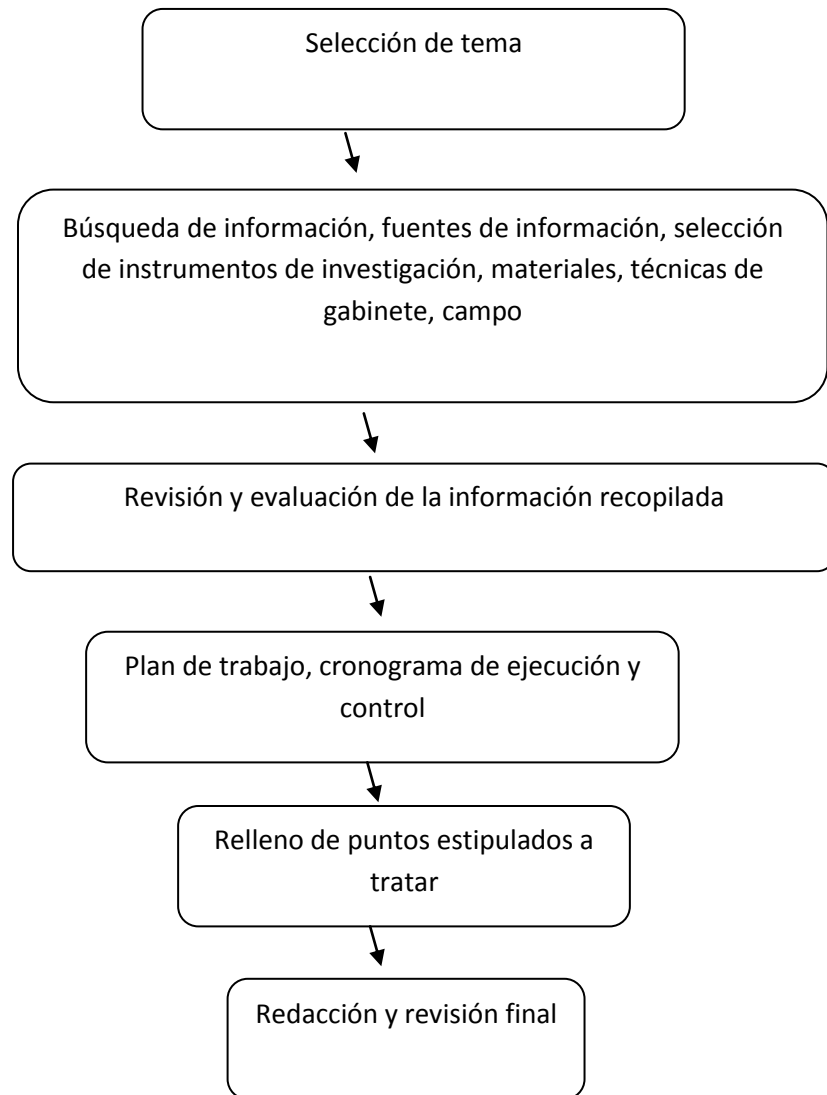 Selección de tema
Búsqueda de información, fuentes de información, selección
de instrumentos de investigación, materiales, técnicas de
gabinete, campo
Revisión y evaluación de la información recopilada
Plan de trabajo, cronograma de ejecución y
control
Relleno de puntos estipulados a
tratar
Redacción y revisión final